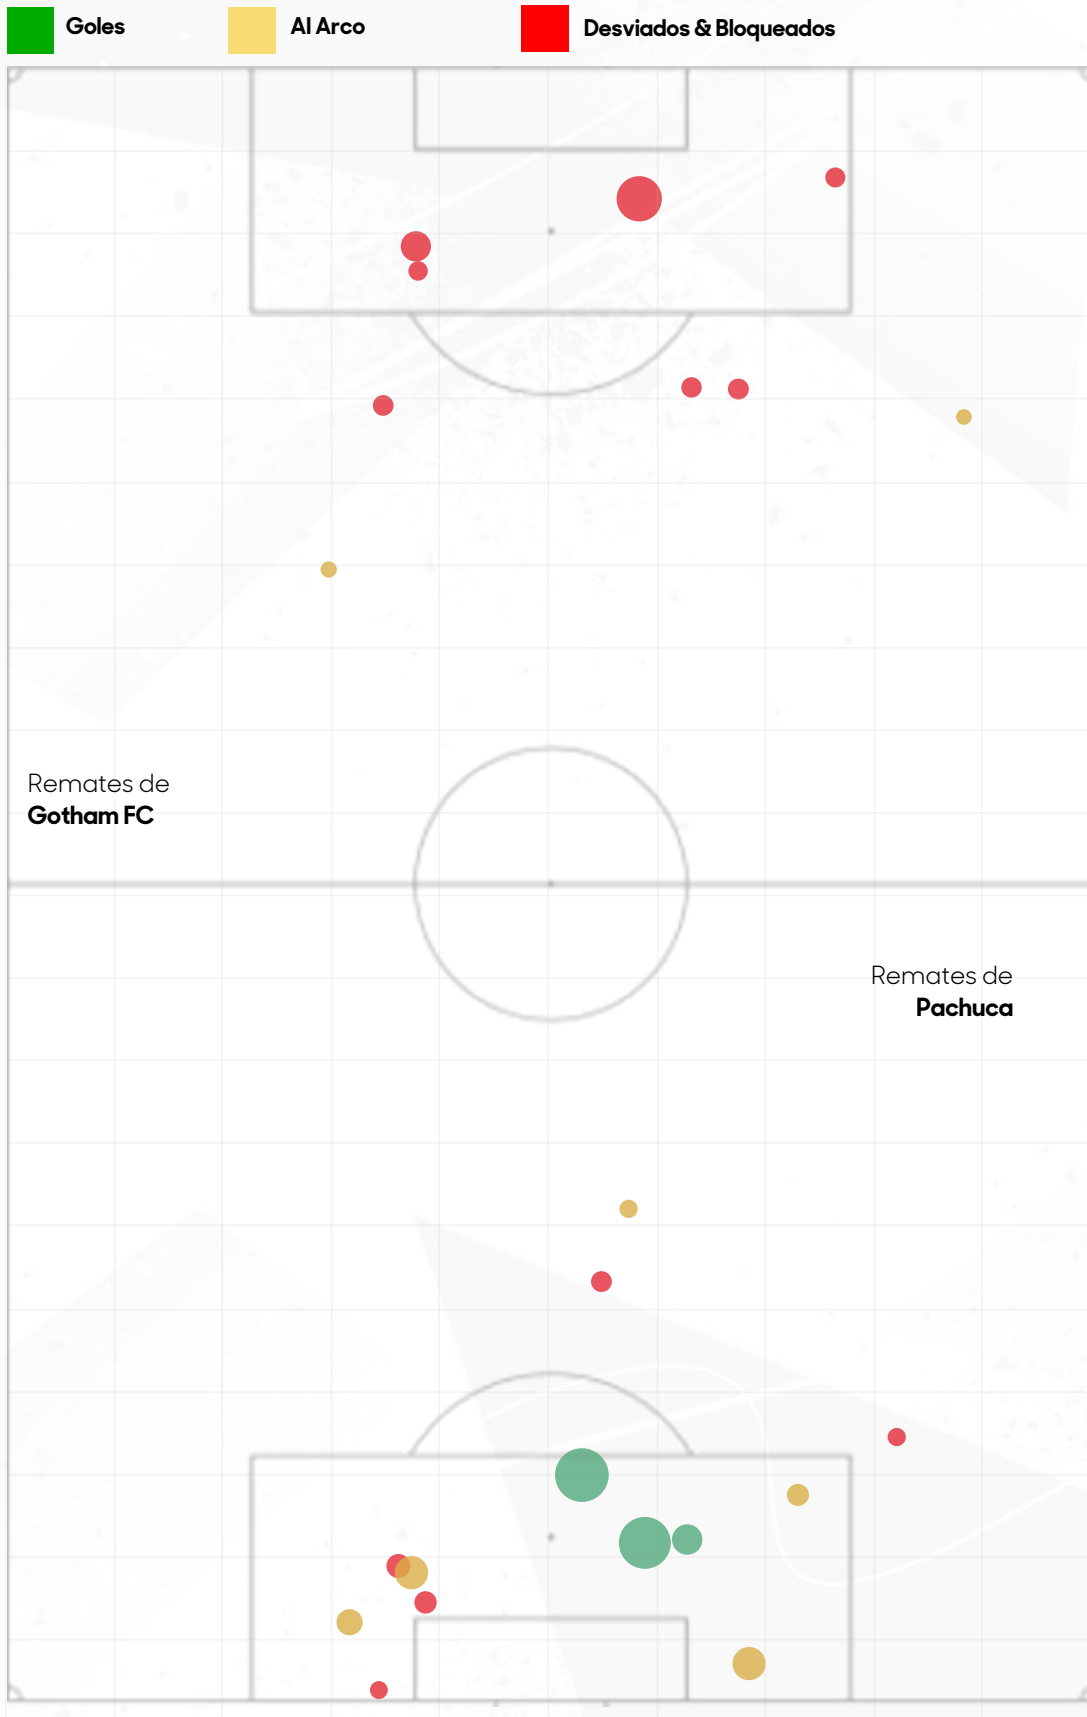 Goles
Al Arco
Desviados & Bloqueados
Remates de
Gotham FC
Remates de
Pachuca